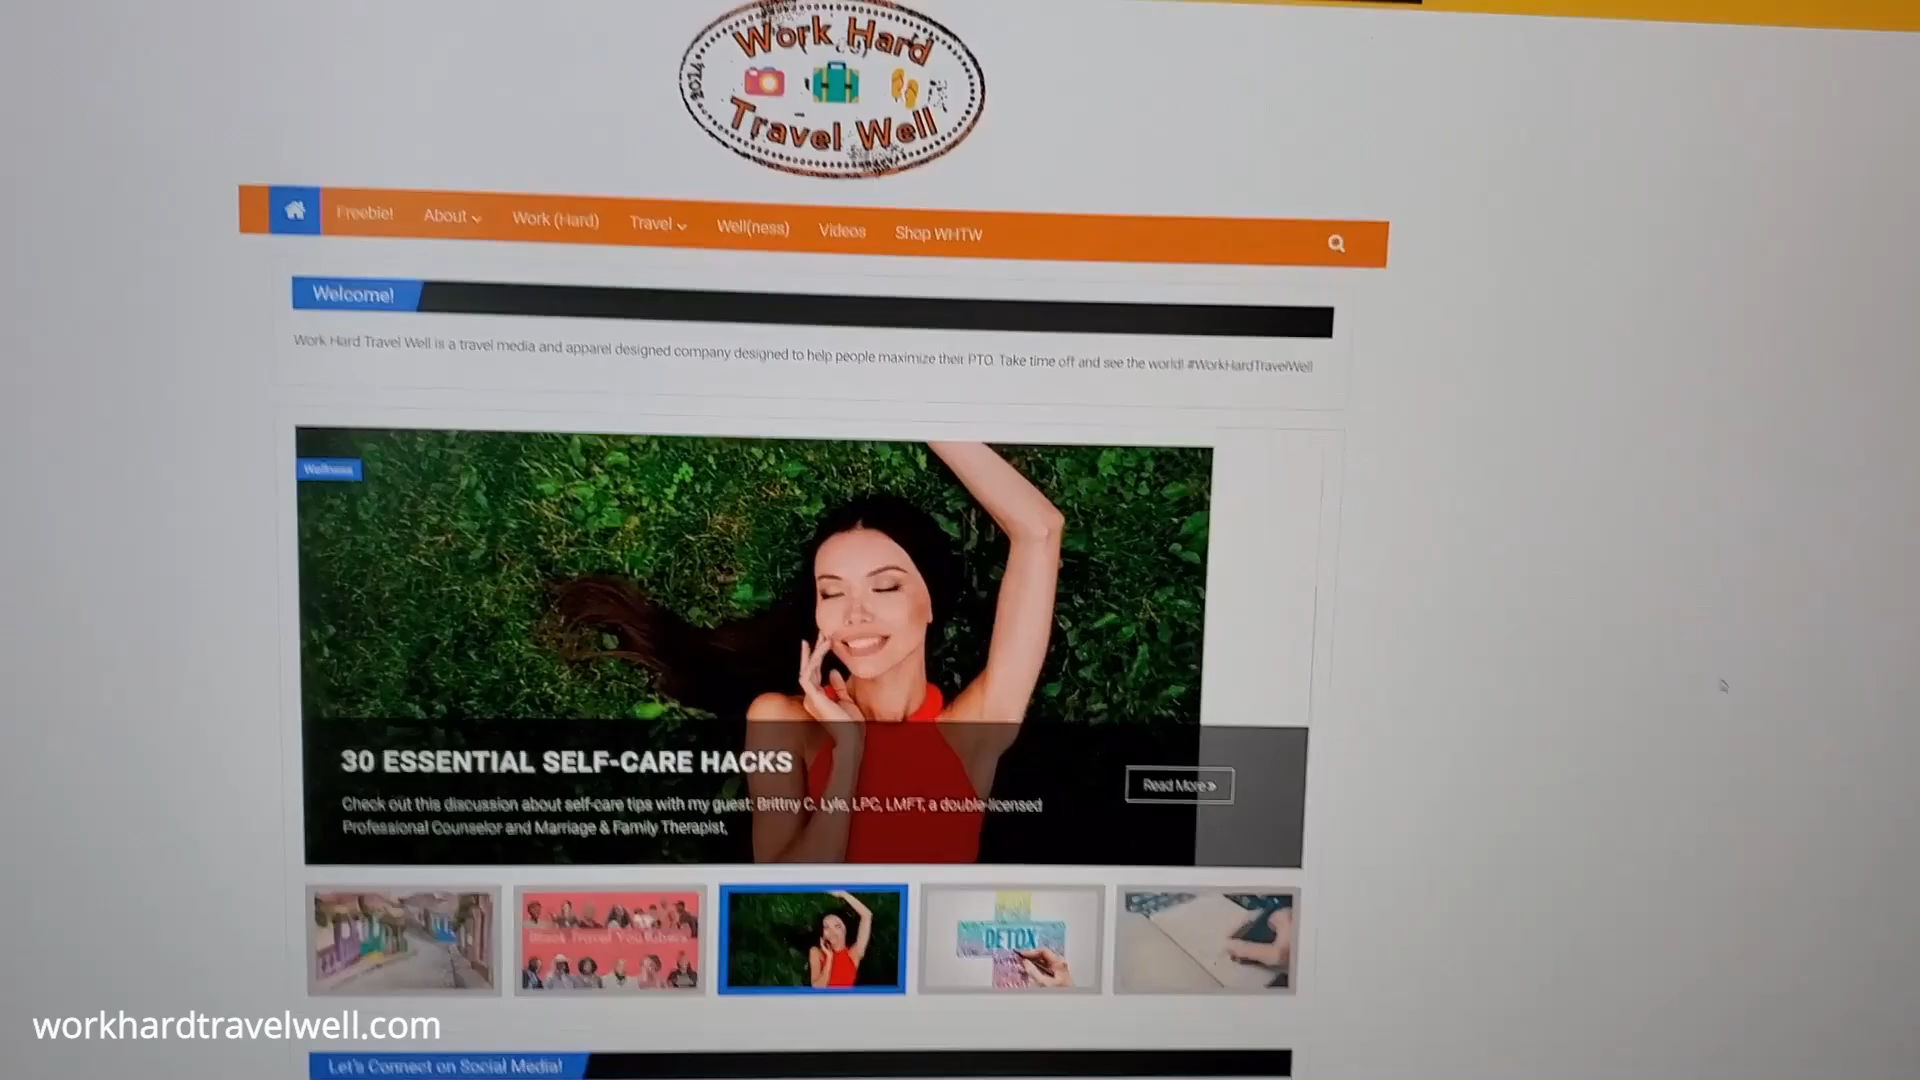 Work Hard
2014
Travel Well
Freebie! About Work (Hard) Travel Well(ness) Videos Shop WHTW
Welcome!
Work Hard Travel Well is a travel media and apparel designed company designed to help people maximize their PTO. Take time off and see the world! #WorkHardTravelWell
Wellness
30 ESSENTIAL SELF-CARE HACKS
Check out this discussion about self-care tips with my guest: Brittny C. Lyle, LPC, LMFT, a double-licensed
Professional Counselor and Marriage & Family Therapist.
Read More »
Black Travel YouTubers
DETOX
workhardtravelwell.com
Let's Connect on Social Media!